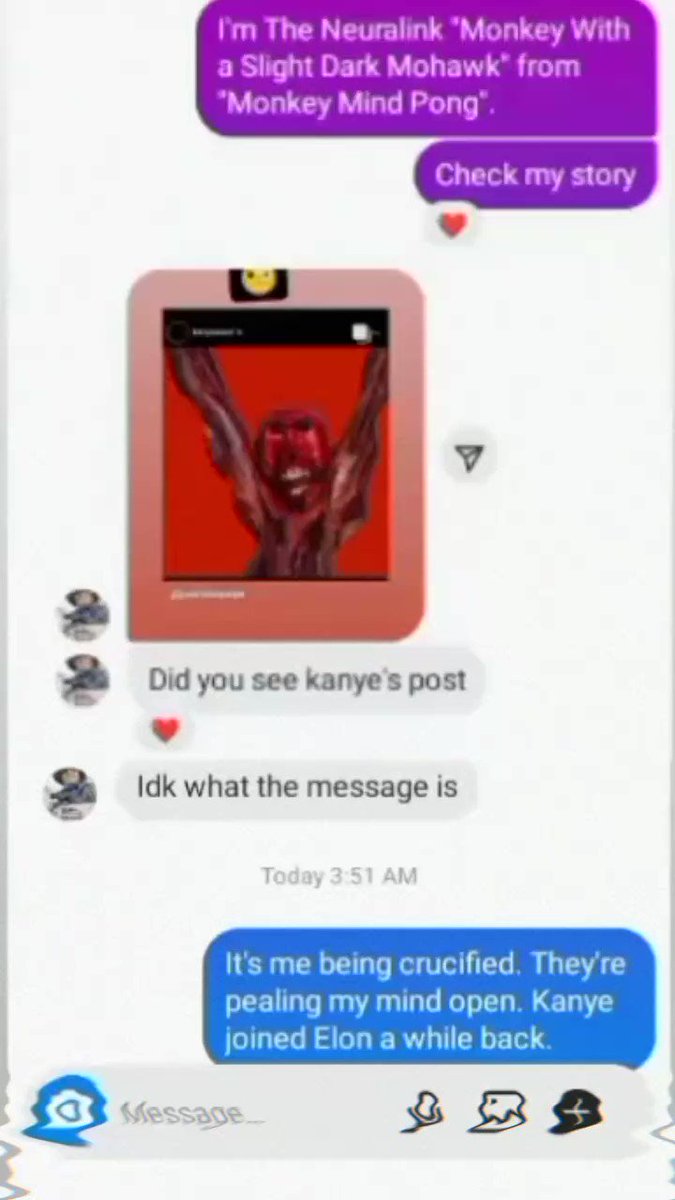 I'm The Neuralink "Monkey With
a Slight Dark Mohawk" from
"Monkey Mind Pong".
Check my story
Did you see kanye's post
Idk what the message is
Today 3:51 AM
It's me being crucified. They're
pealing my mind open. Kanye
joined Elon a while back.
Message...